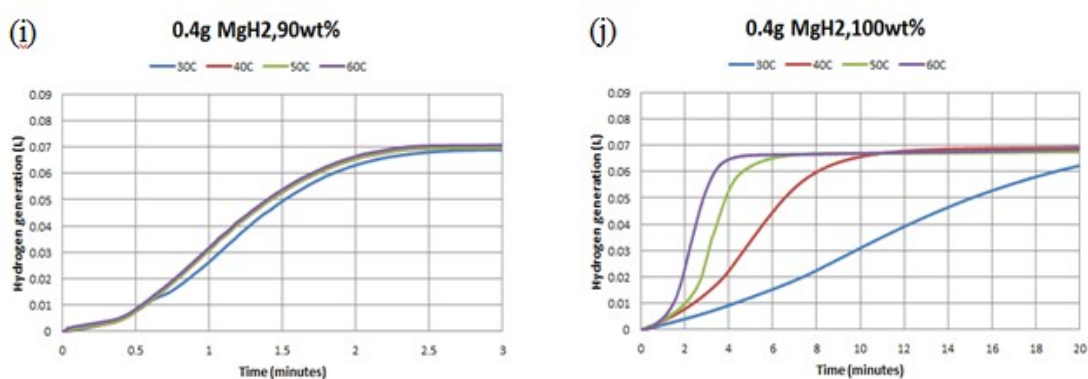 (i)
0.4g MgH2,90wt%
30C 40C 50C 60C
0.09
0.08
0.07
0.06
0.05
0.04
0.03
0.02
0.01
0
Hydrogen generation (L)
0 0.5 1 1.5 2 2.5 3
Time (minutes)
(j)
0.4g MgH2,100wt%
30C 40C 50C 60C
0.09
0.08
0.07
0.06
0.05
0.04
0.03
0.02
0.01
0
Hydrogen generation (L)
0 2 4 6 8 10 12 14 16 18 20
Time (minutes)